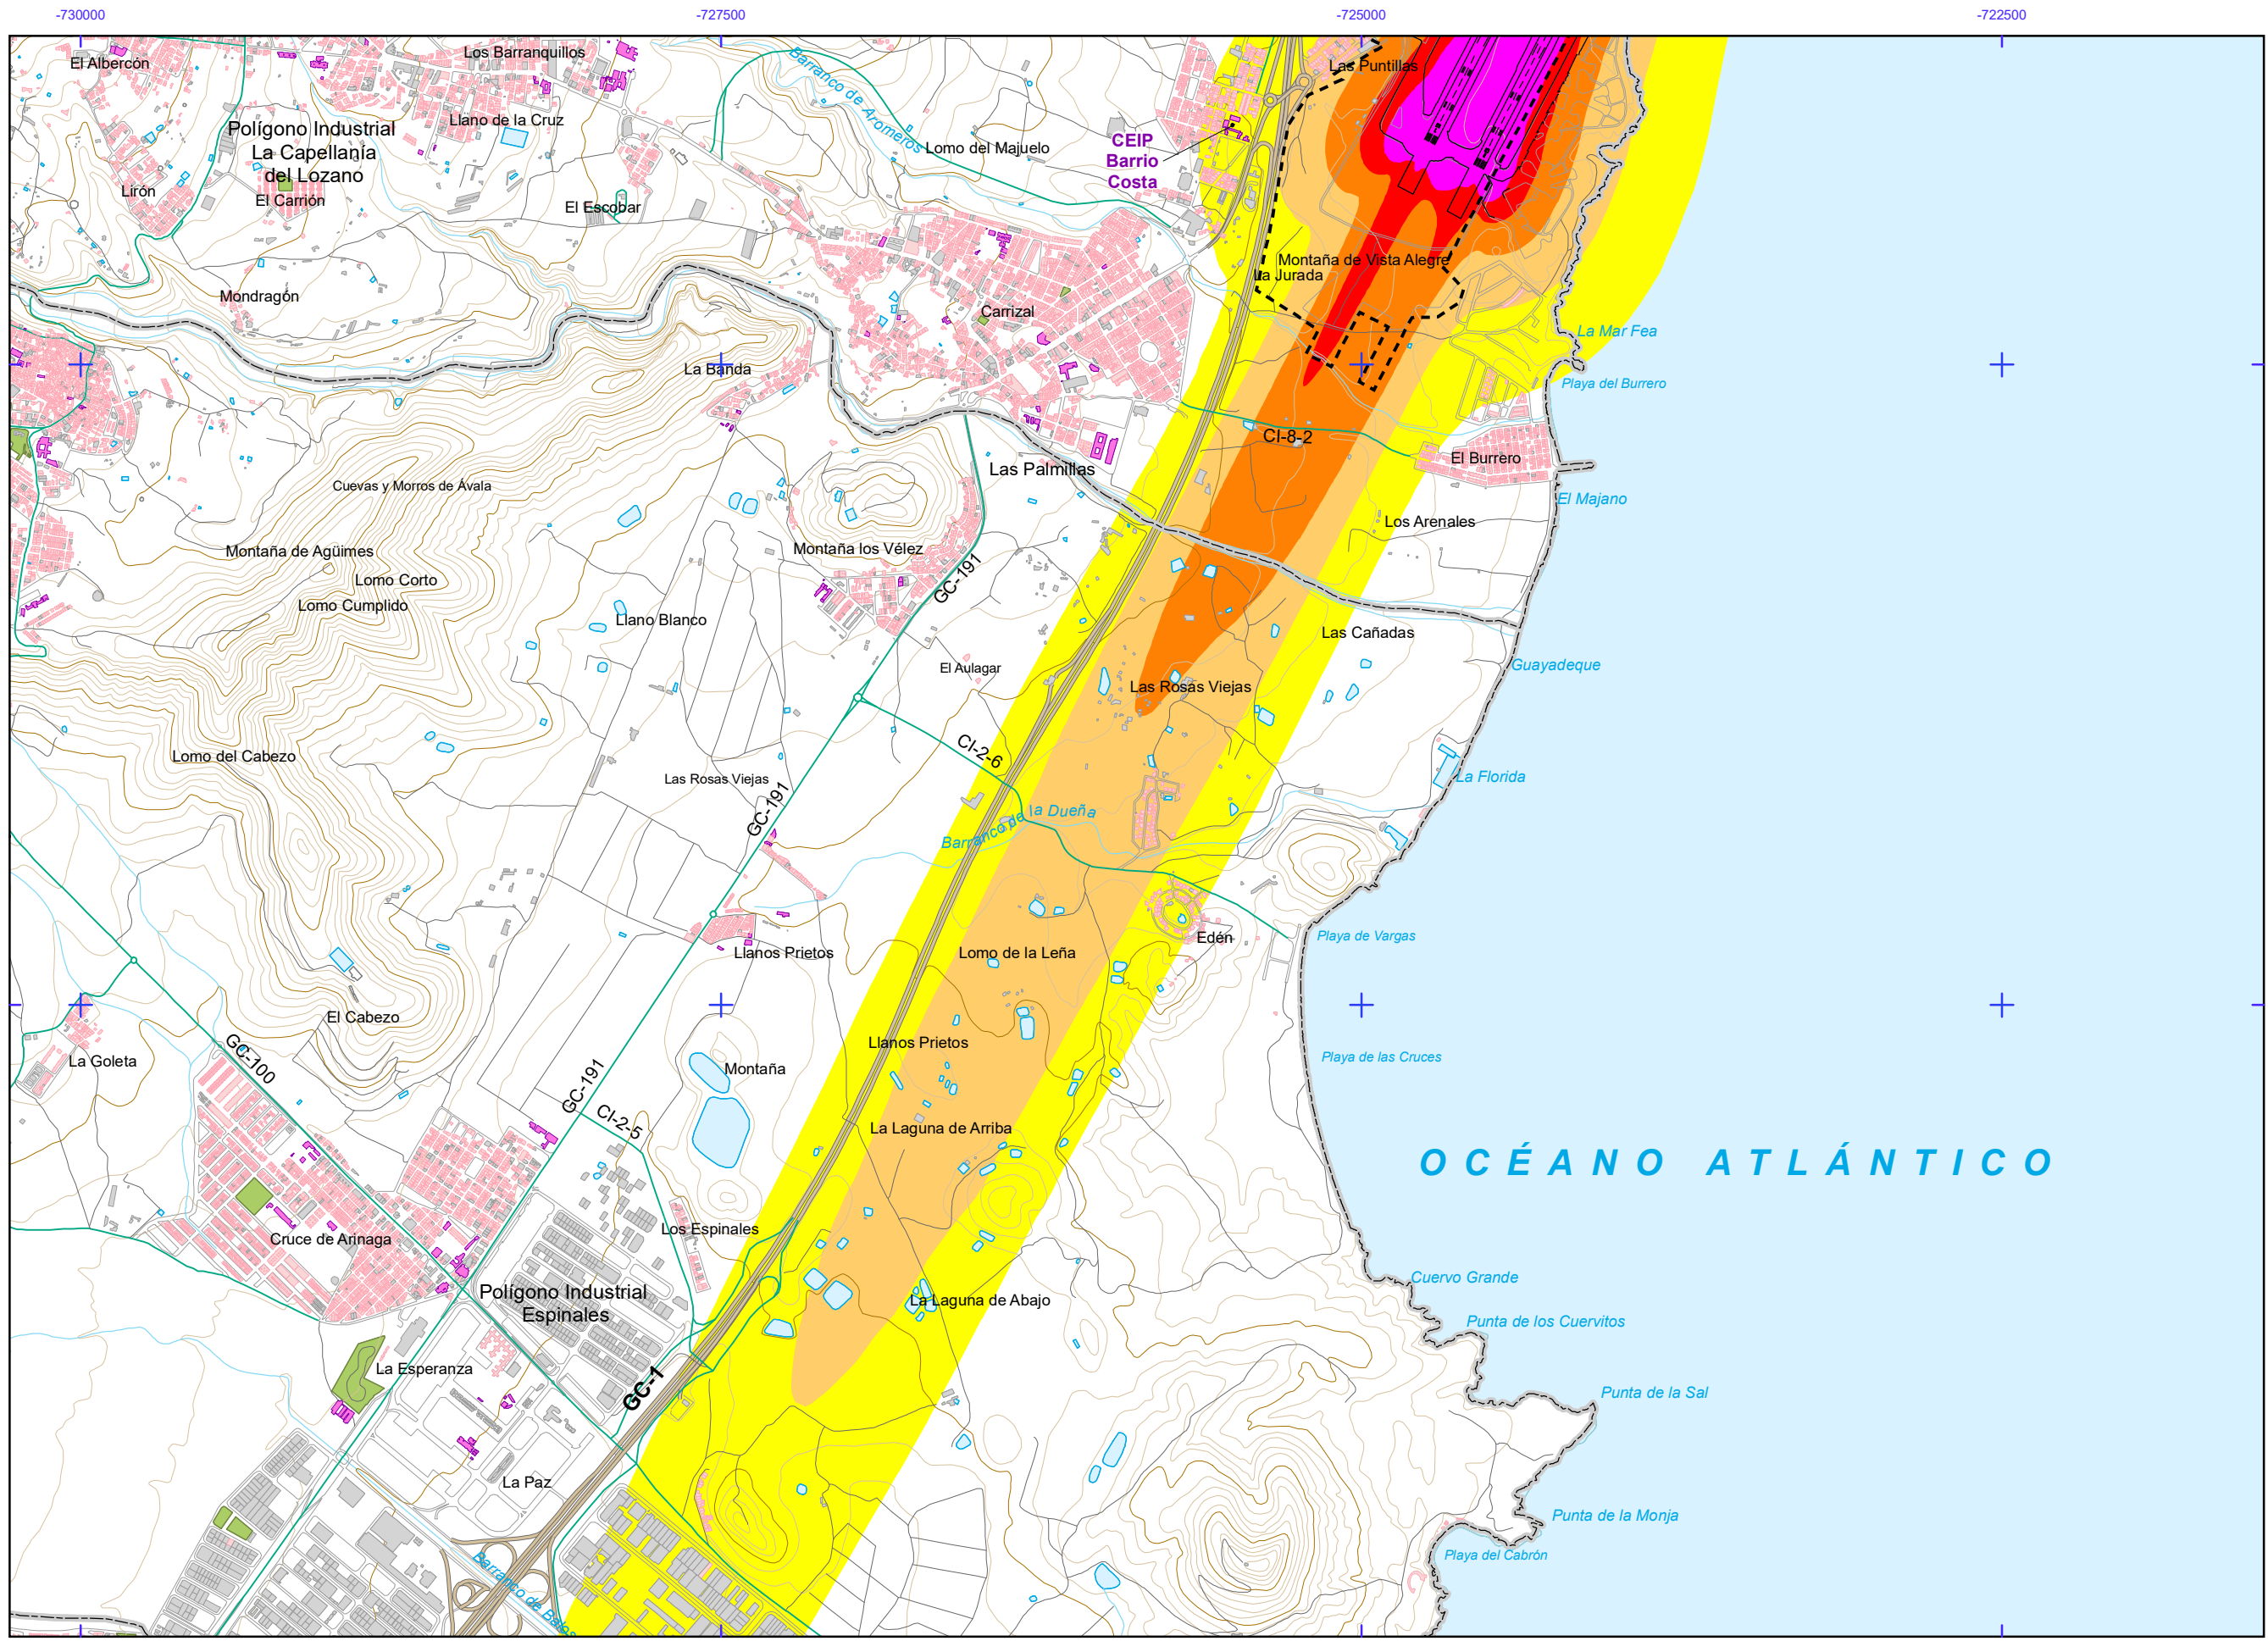 -730000
-727500
-725000
-722500
El Albercón
Los Barranquillos
Barranco de Aromeros
Las Puntillas
Polígono Industrial
La Capellanía
del Lozano
Llano de la Cruz
Lomo del Majuelo
CEIP
Barrio
Costa
Lirón
El Carrión
El Escobar
Montaña de Vista Alegre
La Jurada
Mondragón
Carrizal
La Mar Fea
La Banda
Playa del Burrero
CI-8-2
El Burrero
Las Palmillas
Cuevas y Morros de Ávala
El Majano
Los Arenales
Montaña de Agüimes
Montaña los Vélez
Lomo Corto
GC-191
Lomo Cumplido
Llano Blanco
Las Cañadas
El Aulagar
Guayadeque
Las Rosas Viejas
Lomo del Cabezo
CI-2-6
Las Rosas Viejas
La Florida
GC-191
Barranco de la Dueña
Edén
Playa de Vargas
Llanos Prietos
Lomo de la Leña
El Cabezo
Llanos Prietos
Playa de las Cruces
La Goleta
GC-100
Montaña
GC-191
CI-2-5
La Laguna de Arriba
OCÉANO ATLÁNTICO
Los Espinales
Cruce de Arinaga
Cuervo Grande
Polígono Industrial
Espinales
La Laguna de Abajo
Punta de los Cuervitos
La Esperanza
GC-1
Punta de la Sal
La Paz
Punta de la Monja
Playa del Cabrón
Barranco de Balos